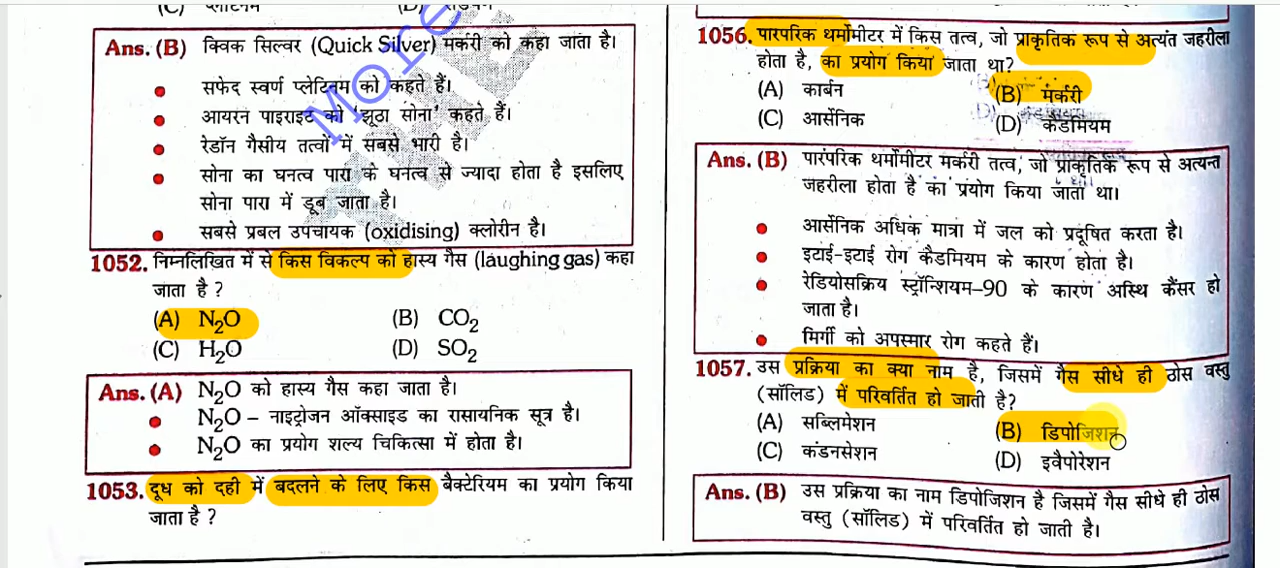 (C) प्लाटिनम
Ans. (B) क्विक सिल्वर (Quick Silver) मर्करी को कहा जाता है।
सफेद स्वर्ण प्लेटिनम को कहते हैं।
आयरन पाइराइट को 'झूठा सोना' कहते हैं।
रेडॉन गैसीय तत्वों में सबसे भारी है।
सोना का घनत्व पारा के घनत्व से ज्यादा होता है इसलिए
सोना पारा में डूब जाता है।
सबसे प्रबल उपचायक (oxidising) क्लोरीन है।
More
1052. निम्नलिखित में से किस विकल्प को हास्य गैस (laughing gas) कहा
जाता है ?
(A) N₂O (B) CO₂
(C) H₂O (D) SO₂
Ans. (A) N₂O को हास्य गैस कहा जाता है।
N₂O – नाइट्रोजन ऑक्साइड का रासायनिक सूत्र है।
N₂O का प्रयोग शल्य चिकित्सा में होता है।
1053. दूध को दही में बदलने के लिए किस बैक्टेरियम का प्रयोग किया
जाता है ?
1056. पारंपरिक थर्मोमीटर में किस तत्व, जो प्राकृतिक रूप से अत्यंत जहरीला
होता है, का प्रयोग किया जाता था?
(A) कार्बन (B) मर्करी
(C) आर्सेनिक (D) कैडमियम
Ans. (B) पारंपरिक थर्मोमीटर मर्करी तत्व, जो प्राकृतिक रूप से अत्यन्त
जहरीला होता है का प्रयोग किया जाता था।
आर्सेनिक अधिक मात्रा में जल को प्रदूषित करता है।
इटाई-इटाई रोग कैडमियम के कारण होता है।
रेडियोसक्रिय स्ट्रॉन्शियम–90 के कारण अस्थि कैंसर हो
जाता है।
मिर्गी को अपस्मार रोग कहते हैं।
1057. उस प्रक्रिया का क्या नाम है, जिसमें गैस सीधे ही ठोस वस्तु
(सॉलिड) में परिवर्तित हो जाती है?
(A) सब्लिमेशन (B) डिपोजिशन
(C) कंडनसेशन (D) इवैपोरेशन
Ans. (B) उस प्रक्रिया का नाम डिपोजिशन है जिसमें गैस सीधे ही ठोस
वस्तु (सॉलिड) में परिवर्तित हो जाती है।